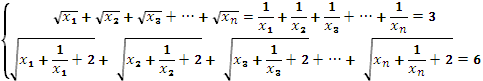 √x₁ + √x₂ + √x₃ + ⋯ + √xₙ = 1/x₁ + 1/x₂ + 1/x₃ + ⋯ + 1/xₙ = 3
√(x₁ + 1/x₁ + 2) + √(x₂ + 1/x₂ + 2) + √(x₃ + 1/x₃ + 2) + ⋯ + √(xₙ + 1/xₙ + 2) = 6